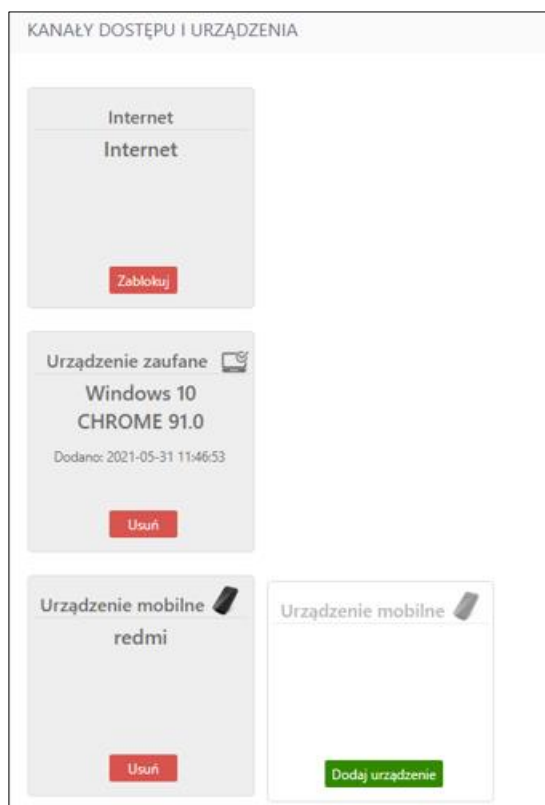 KANAŁY DOSTĘPU I URZĄDZENIA
Internet
Internet
Zablokuj
Urządzenie zaufane
Windows 10
CHROME 91.0
Dodano: 2021-05-31 11:46:53
Usuń
Urządzenie mobilne
redmi
Usuń
Urządzenie mobilne
Dodaj urządzenie